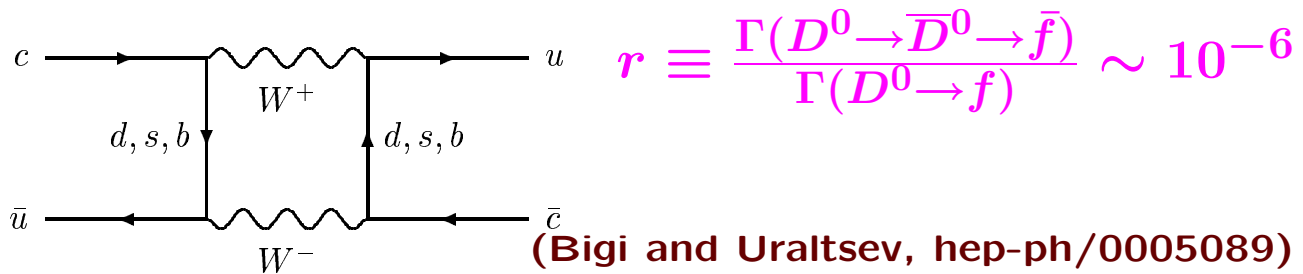 c
W⁺
u
d, s, b
d, s, b
ū
W⁻
c̄
r ≡ Γ(D⁰→D̅⁰→f̄) / Γ(D⁰→f) ∼ 10⁻⁶
(Bigi and Uraltsev, hep-ph/0005089)